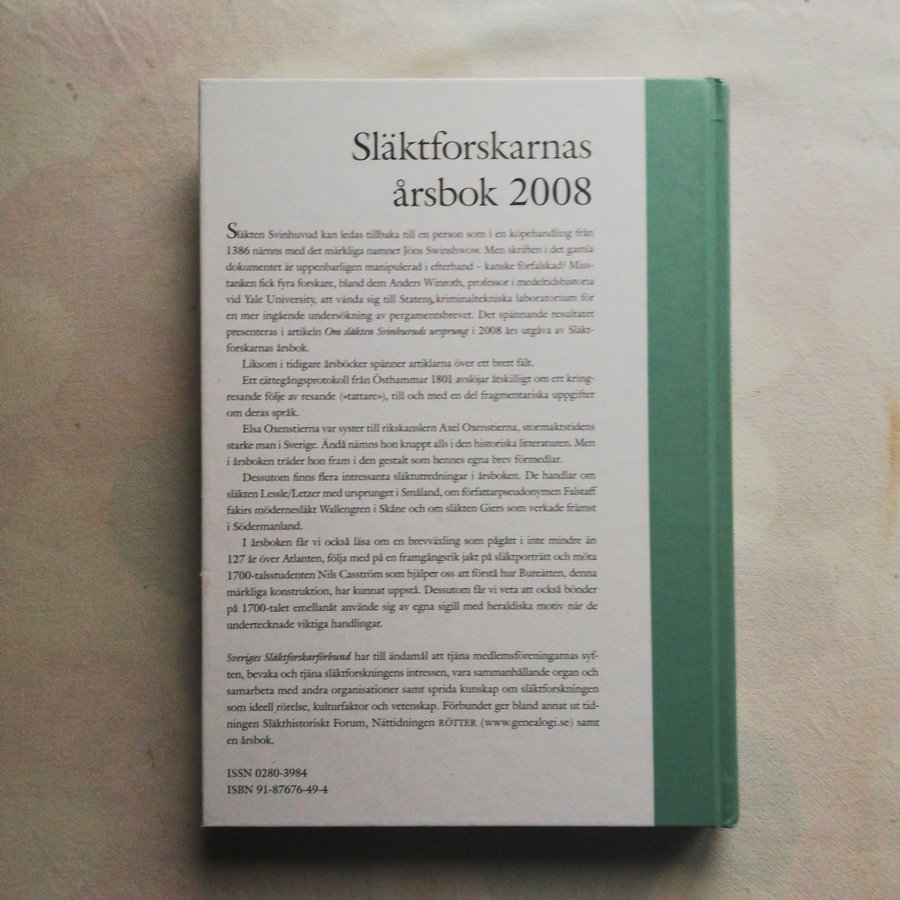 Släktforskarnas
årsbok 2008
Släkten Svinhuvud kan ledas tillbaka till en person som i en köpehandling från
1386 nämns med det märkliga namnet Jöns Swinshwow. Men skriften i det gamla
dokumentet är uppenbarligen manipulerad i efterhand – kanske förfalskad? Miss-
tanken fick fyra forskare, bland dem Anders Winroth, professor i medeltidshistoria
vid Yale University, att vända sig till Statens kriminaltekniska laboratorium för
en mer ingående undersökning av pergamentsbrevet. Det spännande resultatet
presenteras i artikeln Om släkten Svinhuvuds ursprung i 2008 års utgåva av Släkt-
forskarnas årsbok.
Liksom i tidigare årsböcker spänner artiklarna över ett brett fält.
Ett rättegångsprotokoll från Östhammar 1801 avslöjar åtskilligt om ett kring-
resande följe av resande (»tattare»), till och med en del fragmentariska uppgifter
om deras språk.
Elsa Oxenstierna var syster till rikskanslern Axel Oxenstierna, stormaktstidens
starke man i Sverige. Ändå nämns hon knappt alls i den historiska litteraturen. Men
i årsboken träder hon fram i den gestalt som hennes egna brev förmedlar.
Dessutom finns flera intressanta släktutredningar i årsboken. De handlar om
släkten Lessle/Letzer med ursprunget i Småland, om författarpseudonymen Falstaff
fakirs mödernesläkt Wallengren i Skåne och om släkten Giers som verkade främst
i Södermanland.
I årsboken får vi också läsa om en brevväxling som pågått i inte mindre än
127 år över Atlanten, följa med på en framgångsrik jakt på släktporträtt och möta
1700-talsstudenten Nils Casström som hjälper oss att förstå hur Bureätten, denna
märkliga konstruktion, har kunnat uppstå. Dessutom får vi veta att också bönder
på 1700-talet emellanåt använde sig av egna sigill med heraldiska motiv när de
undertecknade viktiga handlingar.
Sveriges Släktforskarförbund har till ändamål att tjäna medlemsföreningarnas syf-
ten, bevaka och tjäna släktforskningens intressen, vara sammanhållande organ och
samarbeta med andra organisationer samt sprida kunskap om släktforskningen
som ideell rörelse, kulturfaktor och vetenskap. Förbundet ger bland annat ut tid-
ningen Släkthistoriskt Forum, Nättidningen RÖTTER (www.genealogi.se) samt
en årsbok.
ISSN 0280-3984
ISBN 91-87676-49-4